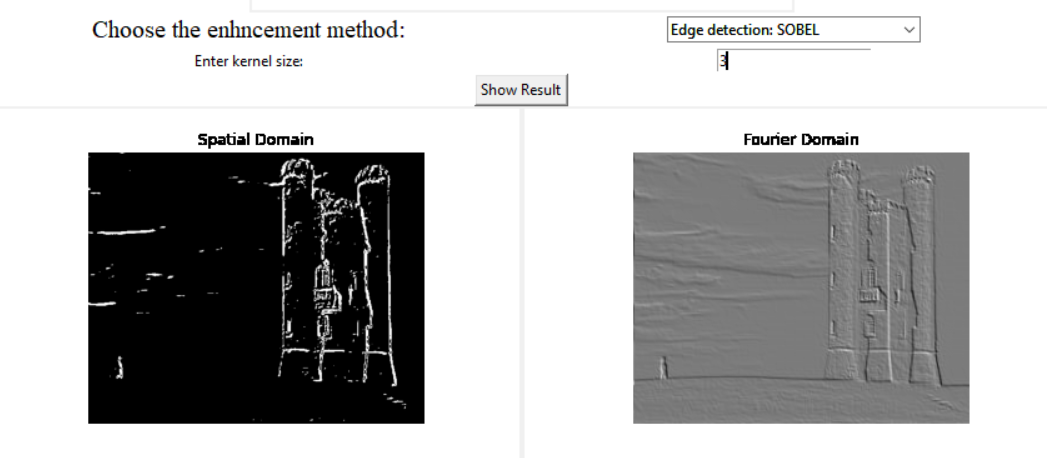 Choose the enhncement method:
Edge detection: SOBEL
Enter kernel size:
3
Show Result
Spatial Domain
Fourier Domain